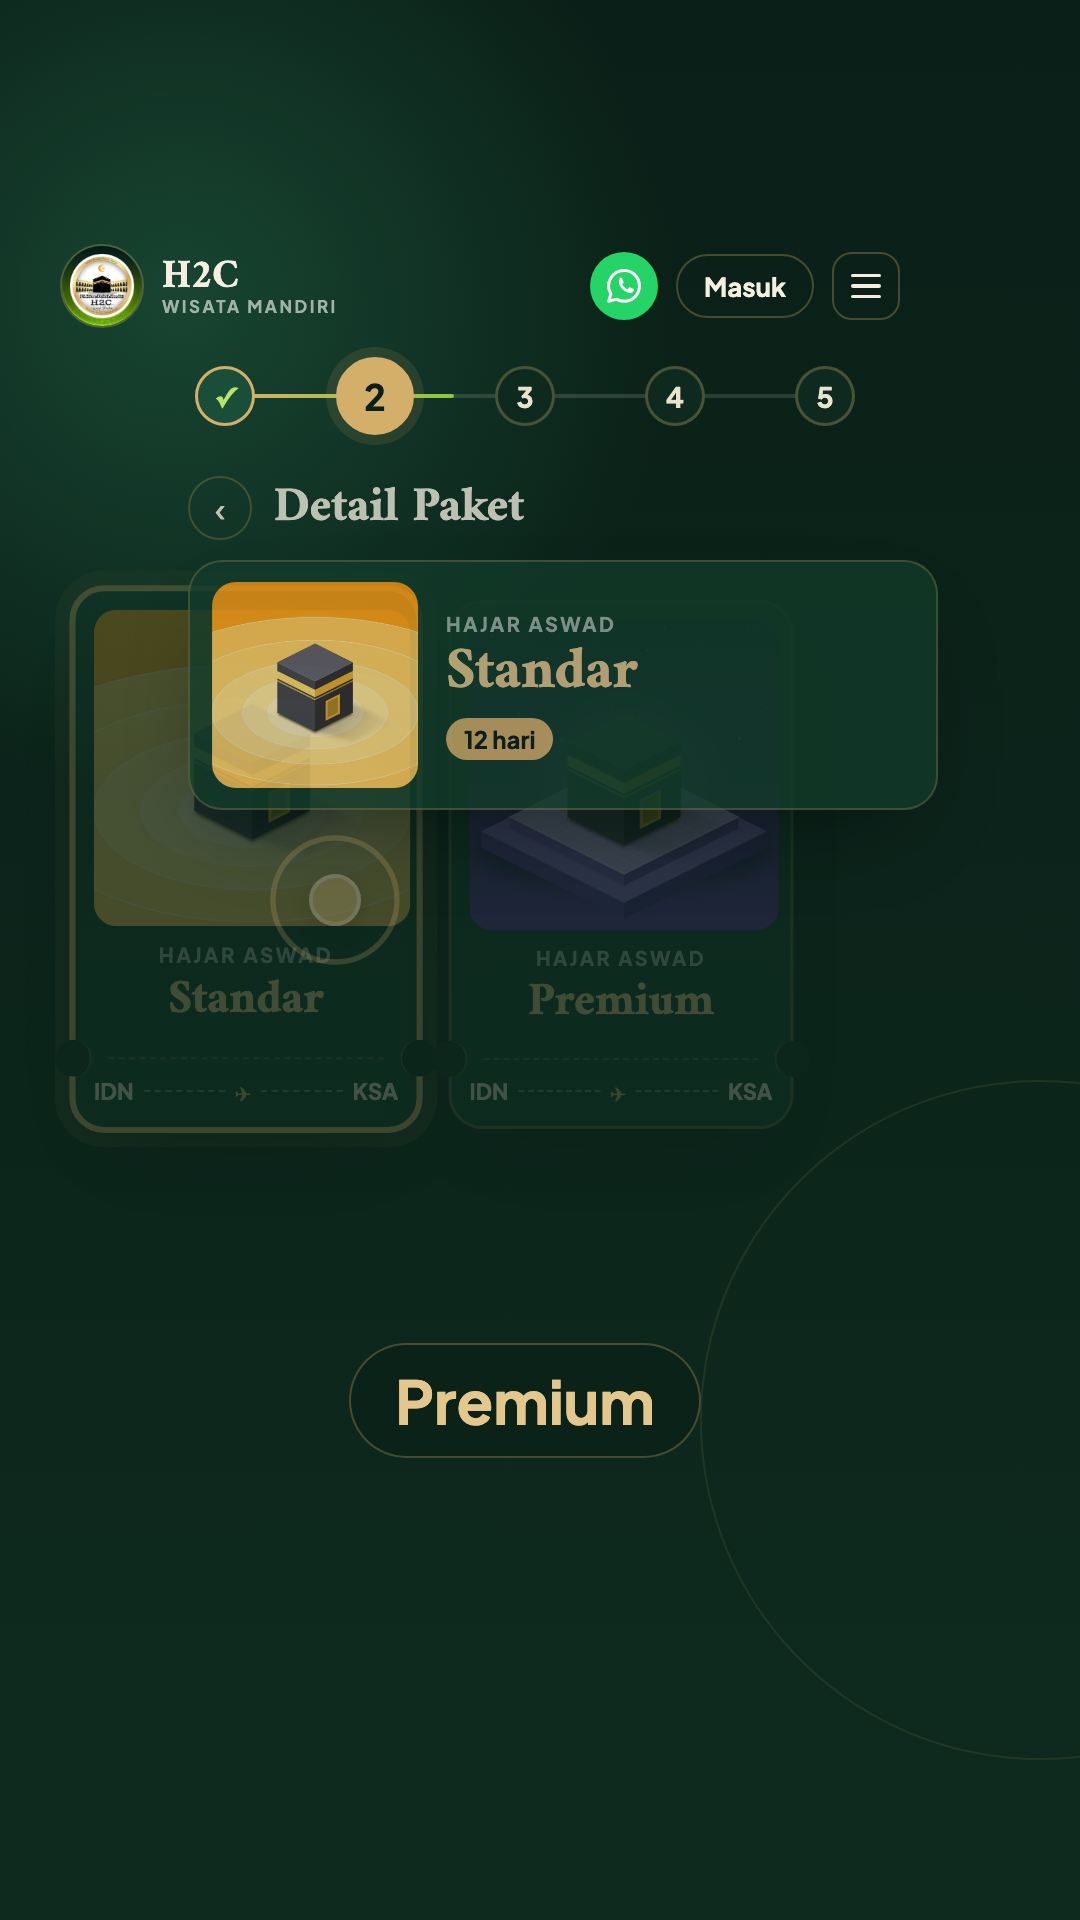 H2C
WISATA MANDIRI
Masuk
✓ 2 3 4 5
‹ Detail Paket
HAJAR ASWAD
Standar
12 hari
HAJAR ASWAD
Standar
IDN KSA
HAJAR ASWAD
Premium
IDN KSA
Premium